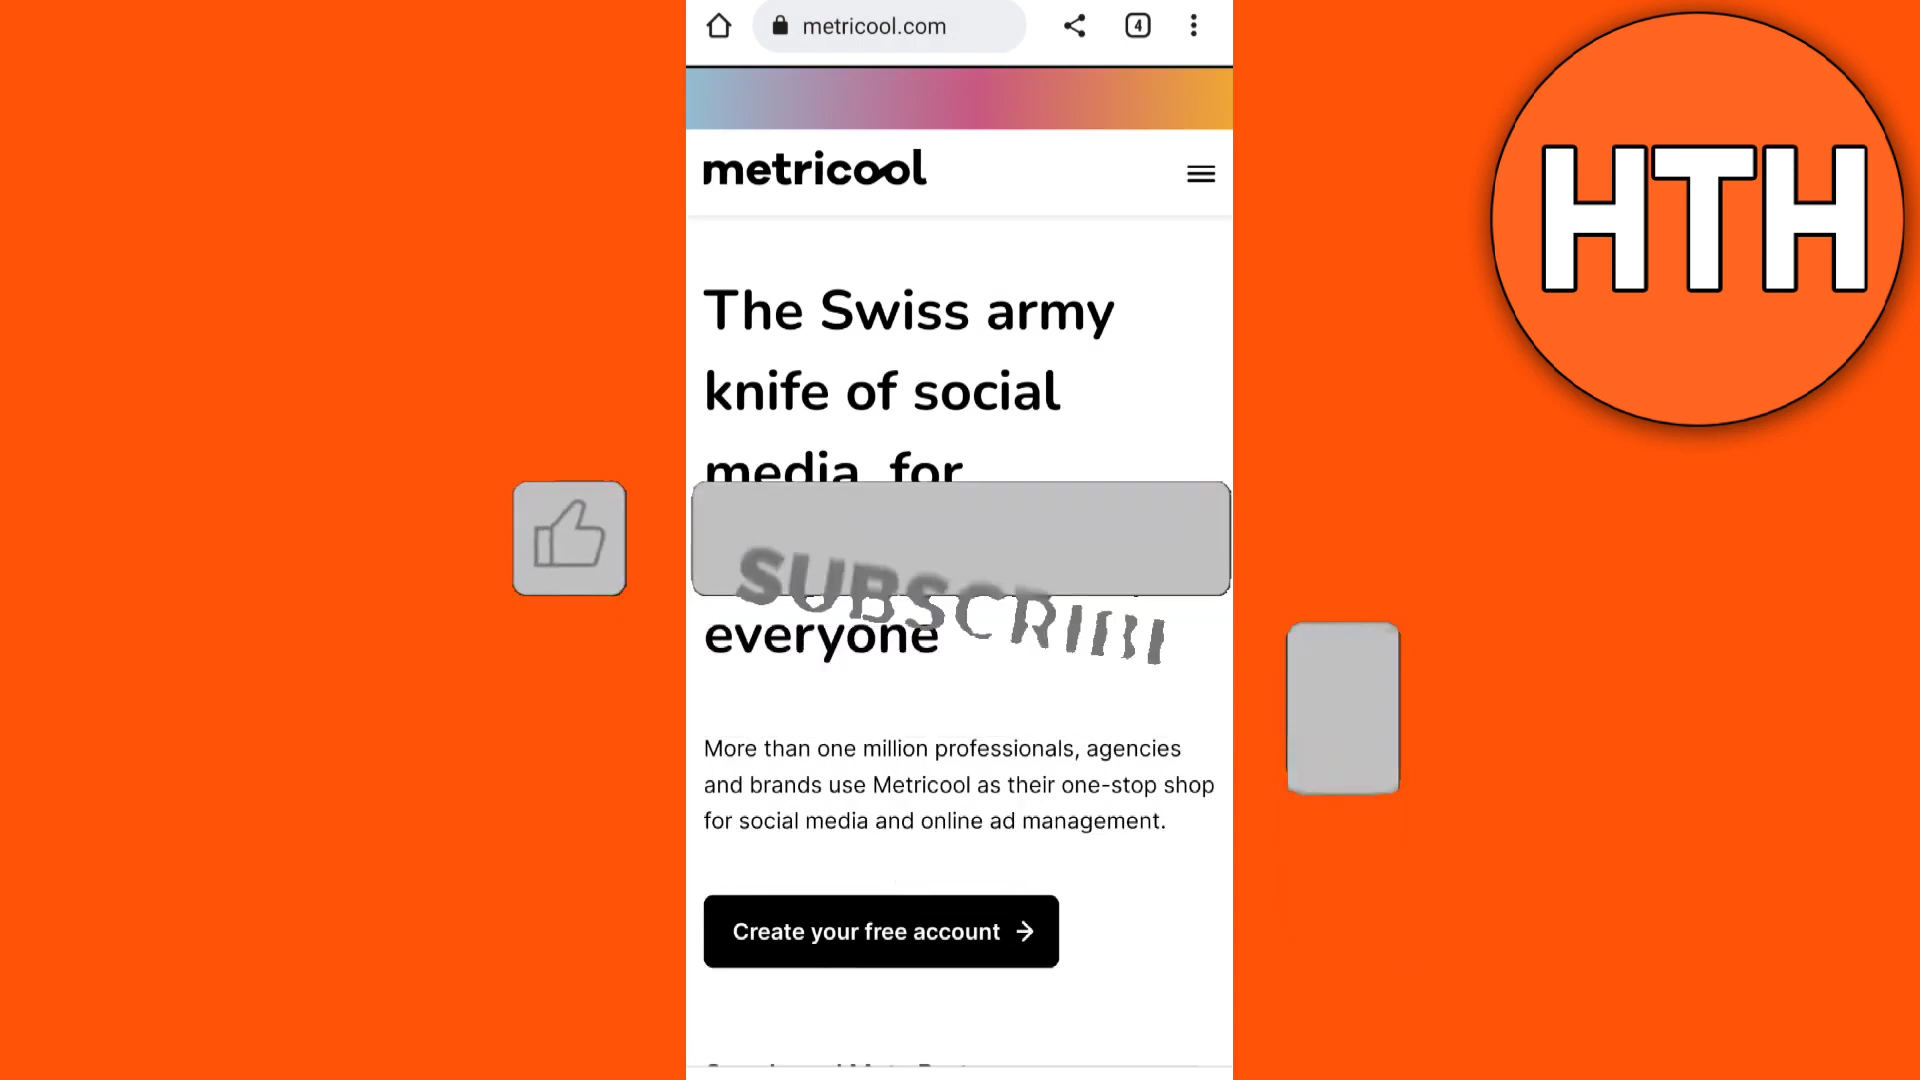 metricool.com
4
metricool
HTH
The Swiss army
knife of social
media, for
everyone
More than one million professionals, agencies
and brands use Metricool as their one-stop shop
for social media and online ad management.
Create your free account →